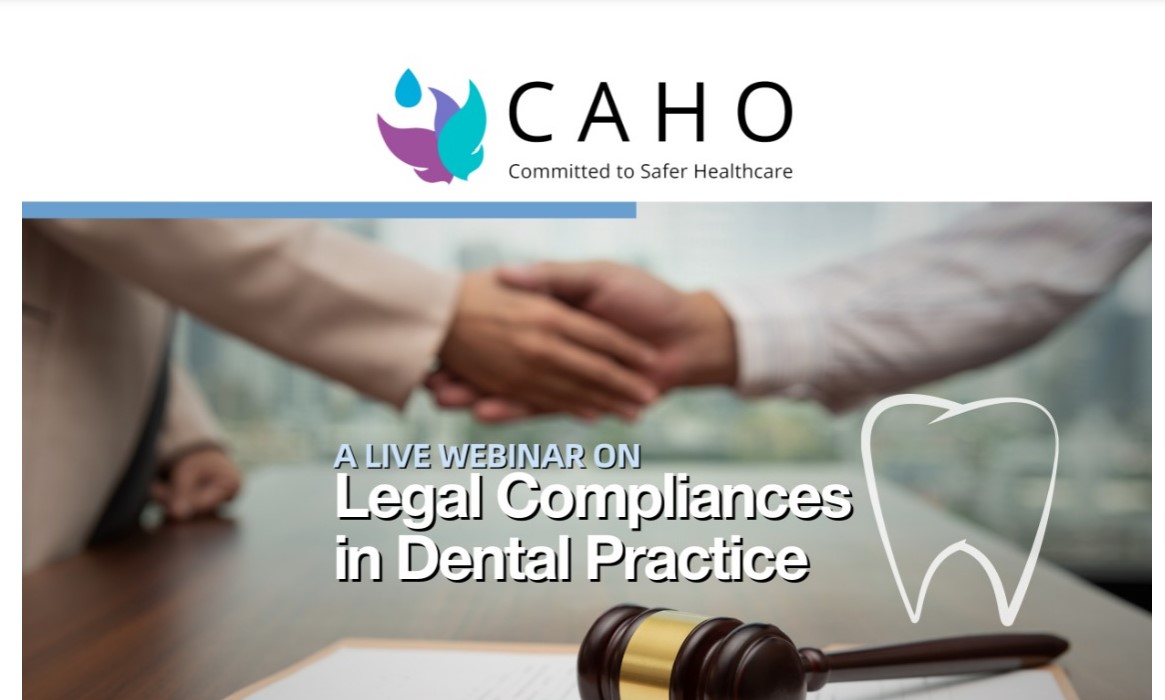 CAHO
Committed to Safer Healthcare
A LIVE WEBINAR ON
Legal Compliances
in Dental Practice